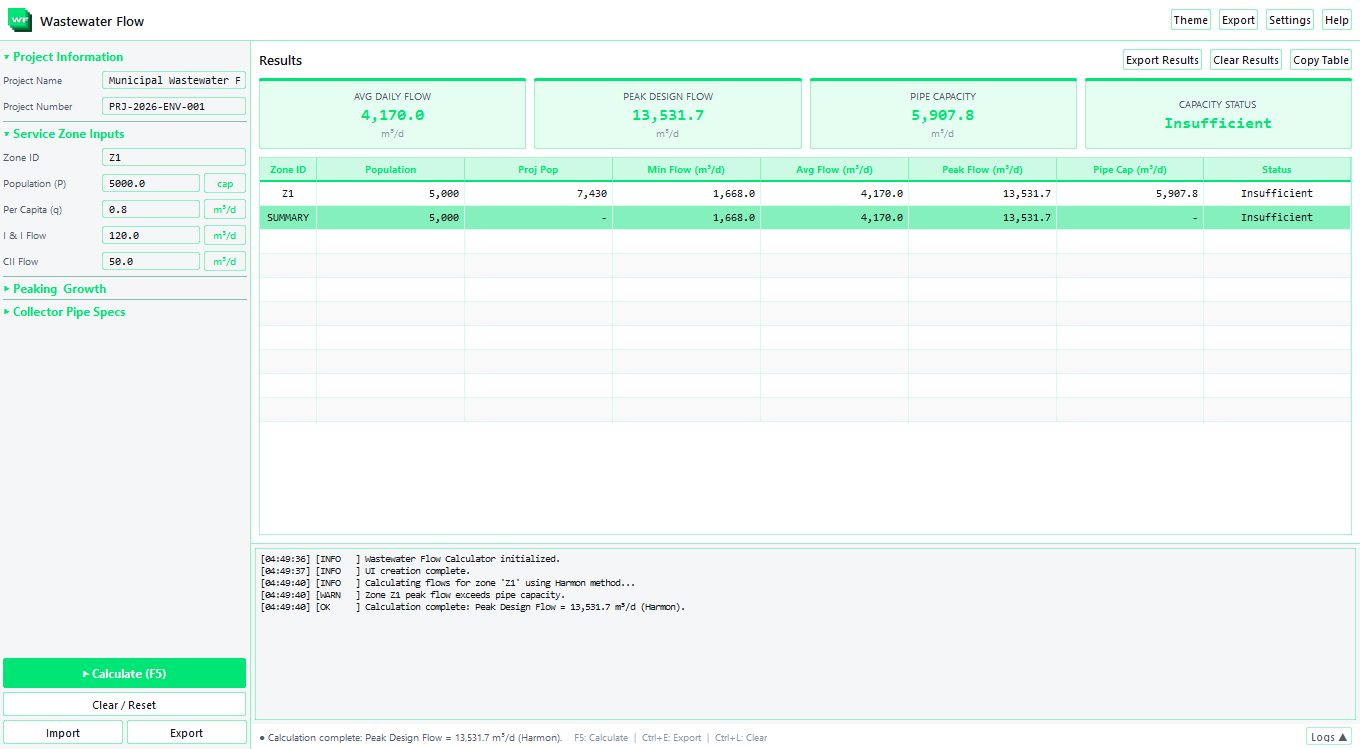 WF Wastewater Flow Theme Export Settings Help
▾ Project Information
Project Name Municipal Wastewater F
Project Number PRJ-2026-ENV-001
▾ Service Zone Inputs
Zone ID Z1
Population (P) 5000.0 cap
Per Capita (q) 0.8 m³/d
I & I Flow 120.0 m³/d
CII Flow 50.0 m³/d
▸ Peaking Growth
▸ Collector Pipe Specs
▸ Calculate (F5)
Clear / Reset
Import Export
Results Export Results Clear Results Copy Table
AVG DAILY FLOW
4,170.0
m³/d
PEAK DESIGN FLOW
13,531.7
m³/d
PIPE CAPACITY
5,907.8
m³/d
CAPACITY STATUS
Insufficient
Zone ID Population Proj Pop Min Flow (m³/d) Avg Flow (m³/d) Peak Flow (m³/d) Pipe Cap (m³/d) Status
Z1 5,000 7,430 1,668.0 4,170.0 13,531.7 5,907.8 Insufficient
SUMMARY 5,000 - 1,668.0 4,170.0 13,531.7 - Insufficient
[04:49:36] [INFO ] Wastewater Flow Calculator initialized.
[04:49:37] [INFO ] UI creation complete.
[04:49:40] [INFO ] Calculating flows for zone 'Z1' using Harmon method...
[04:49:40] [WARN ] Zone Z1 peak flow exceeds pipe capacity.
[04:49:40] [OK ] Calculation complete: Peak Design Flow = 13,531.7 m³/d (Harmon).
● Calculation complete: Peak Design Flow = 13,531.7 m³/d (Harmon). F5: Calculate | Ctrl+E: Export | Ctrl+L: Clear Logs ▲